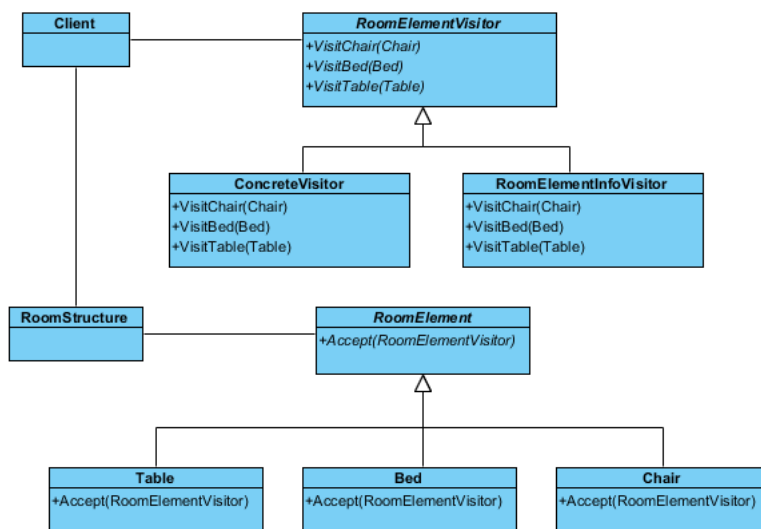 Client
RoomElementVisitor
+VisitChair(Chair)
+VisitBed(Bed)
+VisitTable(Table)
ConcreteVisitor
+VisitChair(Chair)
+VisitBed(Bed)
+VisitTable(Table)
RoomElementInfoVisitor
+VisitChair(Chair)
+VisitBed(Bed)
+VisitTable(Table)
RoomStructure
RoomElement
+Accept(RoomElementVisitor)
Table
+Accept(RoomElementVisitor)
Bed
+Accept(RoomElementVisitor)
Chair
+Accept(RoomElementVisitor)